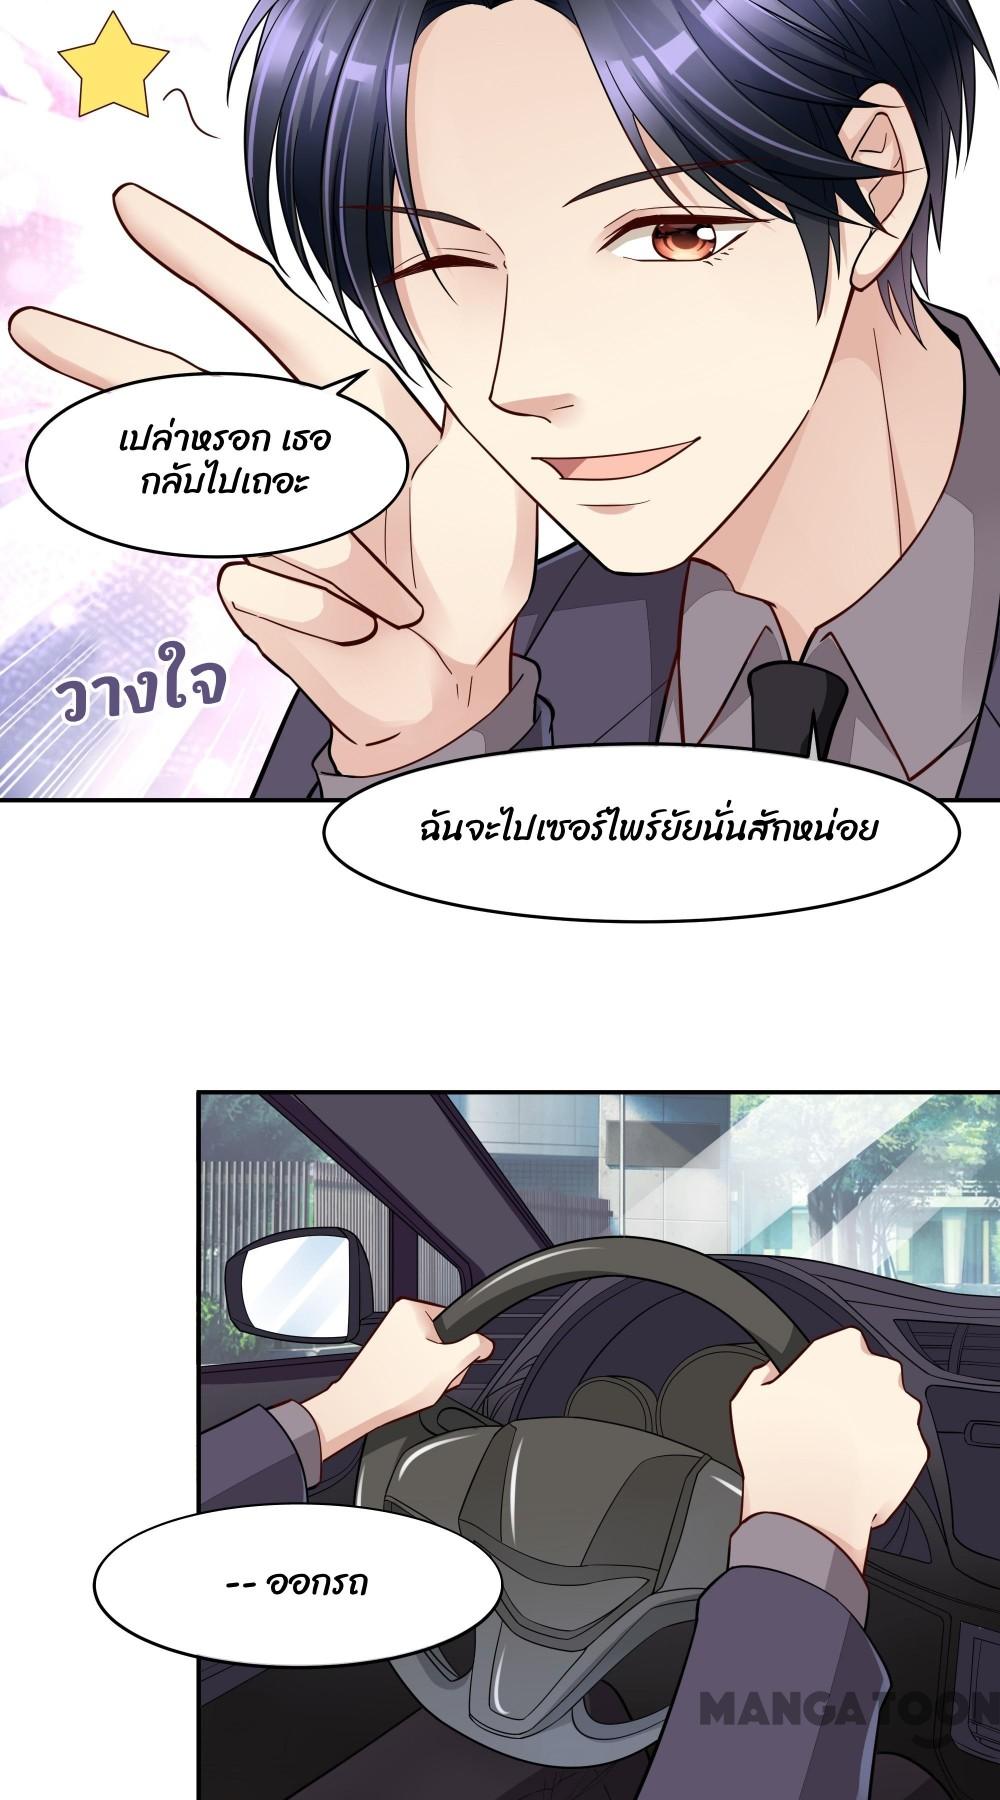 เปล่าหรอก เธอ
กลับไปเถอะ
วางใจ
ฉันจะไปเซอร์ไพร์ยัยนั่นสักหน่อย
-- ออกรถ
MANGATOON